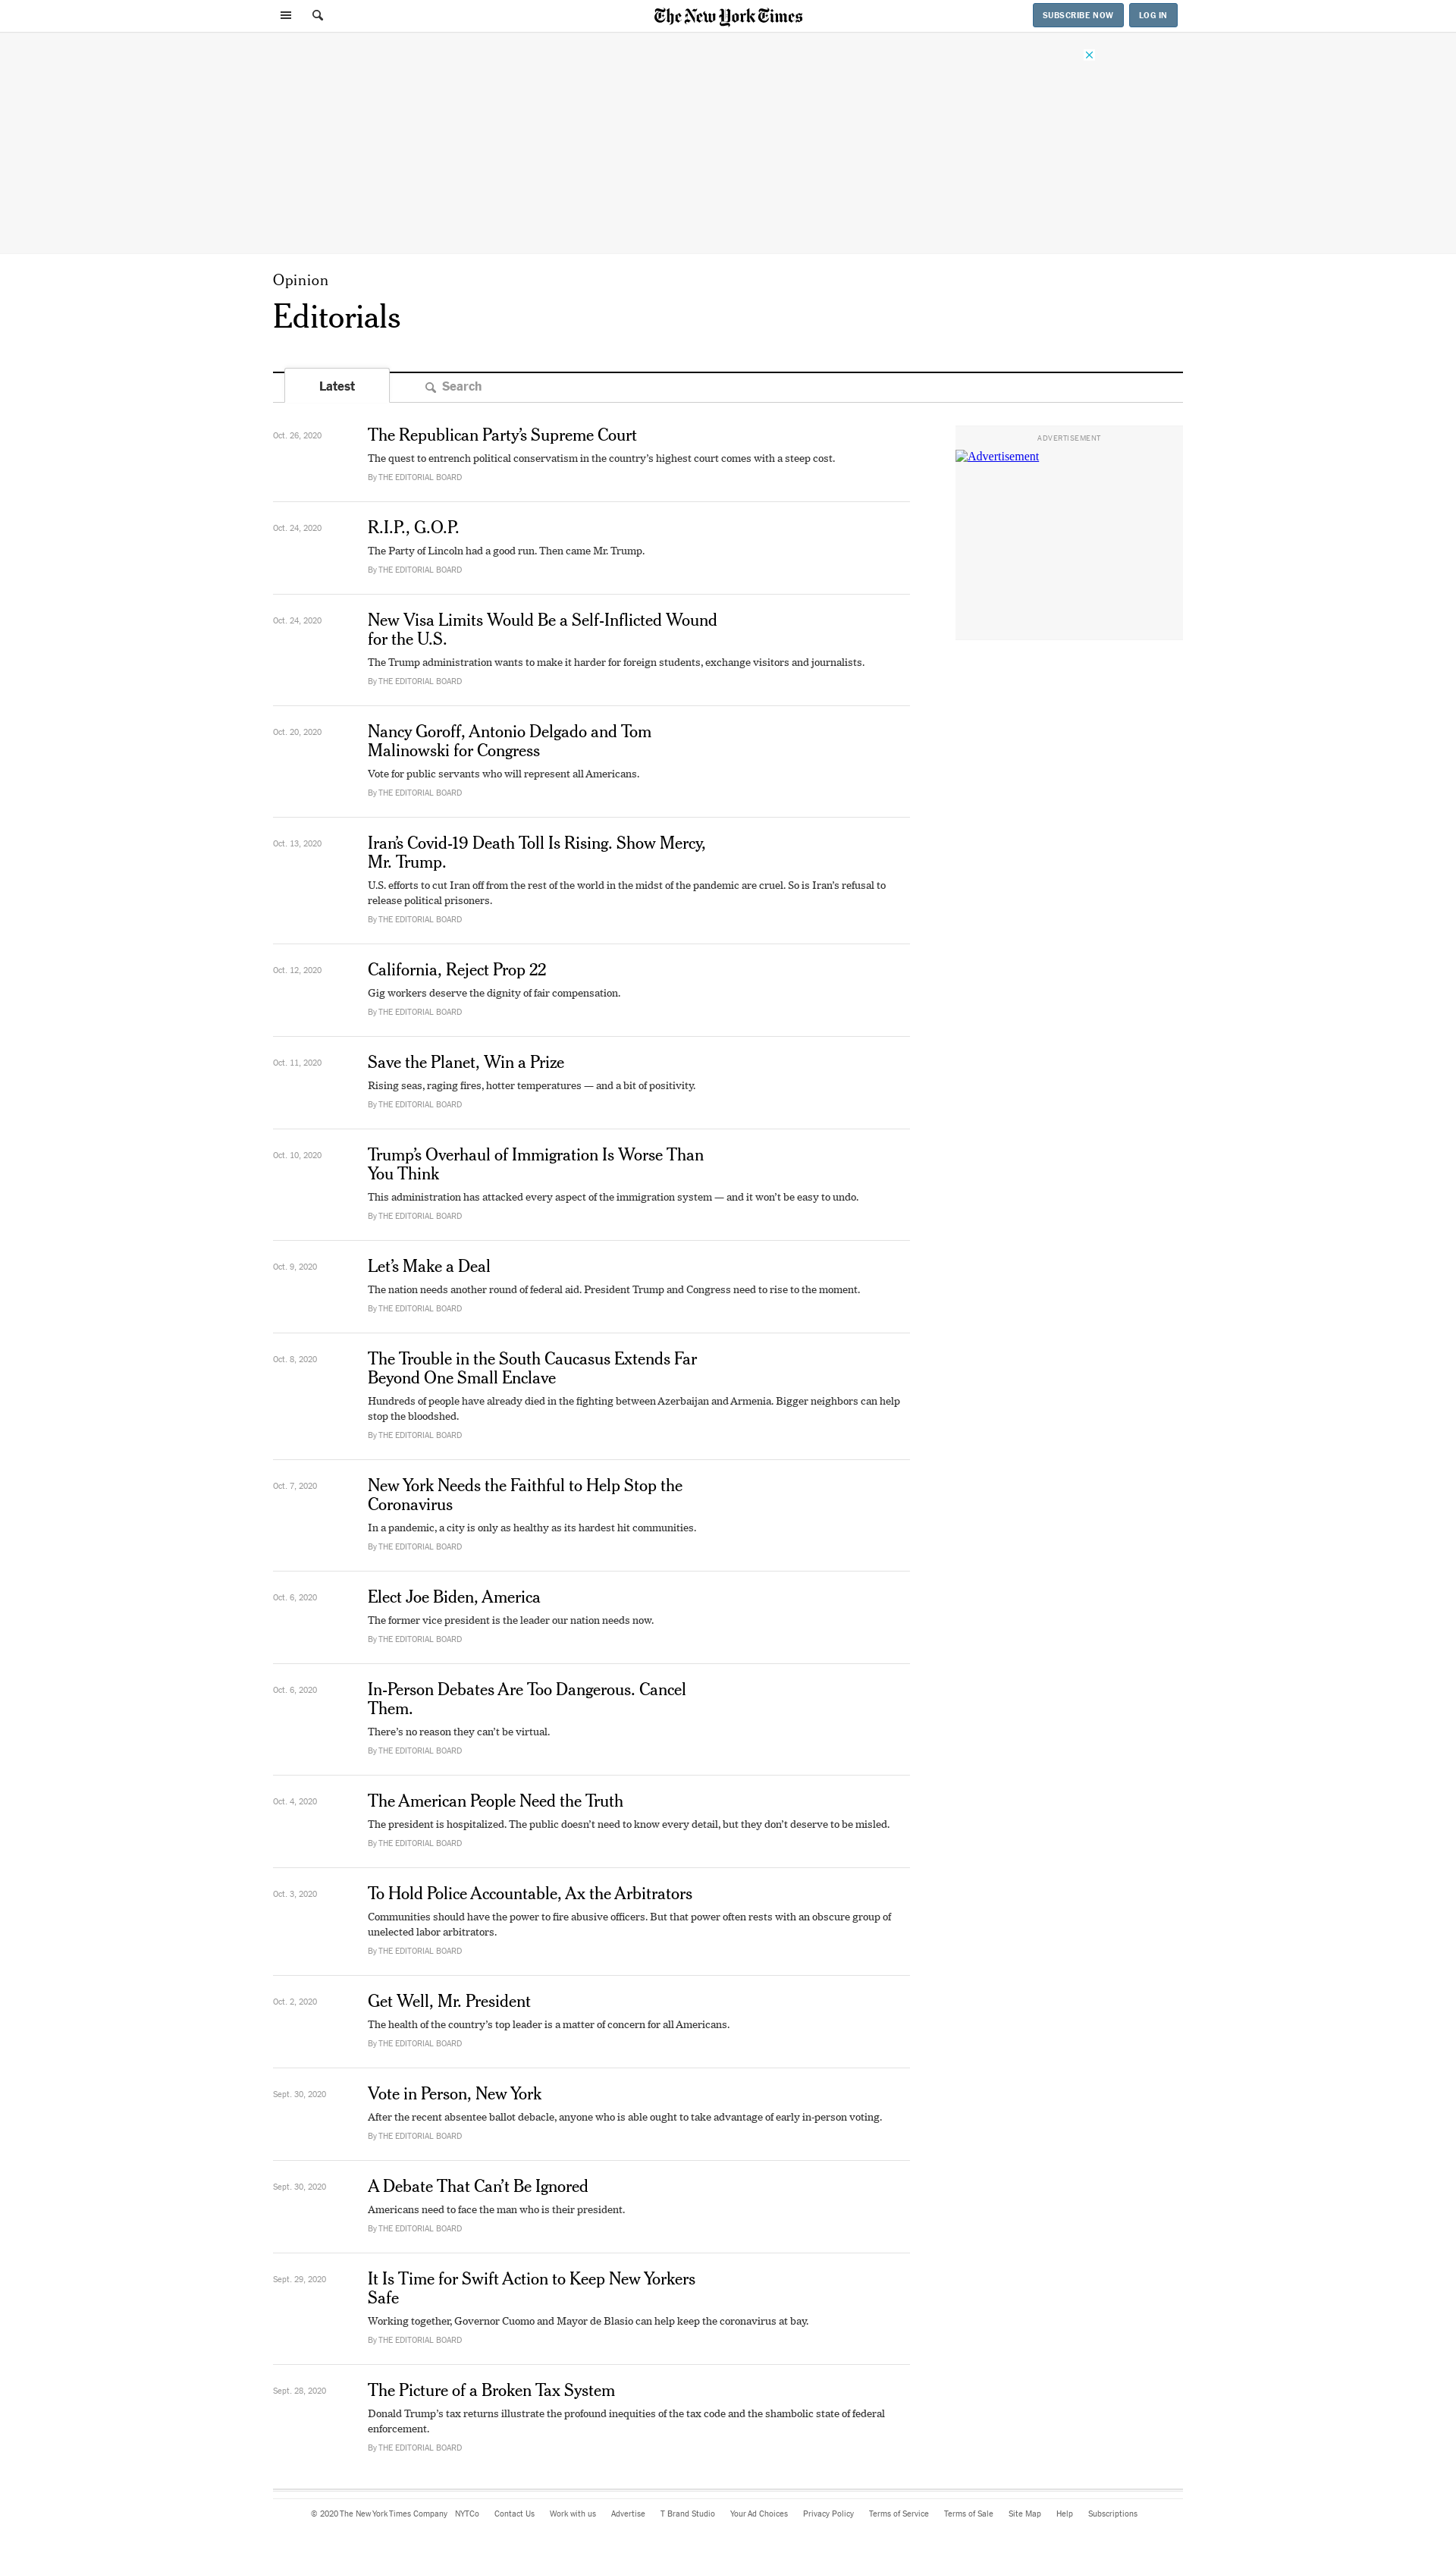 The New York Times
SUBSCRIBE NOW
LOG IN
Opinion
Editorials
Latest
Search
Oct. 26, 2020
The Republican Party’s Supreme Court
The quest to entrench political conservatism in the country’s highest court comes with a steep cost.
By THE EDITORIAL BOARD
ADVERTISEMENT
Advertisement
Oct. 24, 2020
R.I.P., G.O.P.
The Party of Lincoln had a good run. Then came Mr. Trump.
By THE EDITORIAL BOARD
Oct. 24, 2020
New Visa Limits Would Be a Self-Inflicted Wound
for the U.S.
The Trump administration wants to make it harder for foreign students, exchange visitors and journalists.
By THE EDITORIAL BOARD
Oct. 20, 2020
Nancy Goroff, Antonio Delgado and Tom
Malinowski for Congress
Vote for public servants who will represent all Americans.
By THE EDITORIAL BOARD
Oct. 13, 2020
Iran’s Covid-19 Death Toll Is Rising. Show Mercy,
Mr. Trump.
U.S. efforts to cut Iran off from the rest of the world in the midst of the pandemic are cruel. So is Iran’s refusal to
release political prisoners.
By THE EDITORIAL BOARD
Oct. 12, 2020
California, Reject Prop 22
Gig workers deserve the dignity of fair compensation.
By THE EDITORIAL BOARD
Oct. 11, 2020
Save the Planet, Win a Prize
Rising seas, raging fires, hotter temperatures — and a bit of positivity.
By THE EDITORIAL BOARD
Oct. 10, 2020
Trump’s Overhaul of Immigration Is Worse Than
You Think
This administration has attacked every aspect of the immigration system — and it won’t be easy to undo.
By THE EDITORIAL BOARD
Oct. 9, 2020
Let’s Make a Deal
The nation needs another round of federal aid. President Trump and Congress need to rise to the moment.
By THE EDITORIAL BOARD
Oct. 8, 2020
The Trouble in the South Caucasus Extends Far
Beyond One Small Enclave
Hundreds of people have already died in the fighting between Azerbaijan and Armenia. Bigger neighbors can help
stop the bloodshed.
By THE EDITORIAL BOARD
Oct. 7, 2020
New York Needs the Faithful to Help Stop the
Coronavirus
In a pandemic, a city is only as healthy as its hardest hit communities.
By THE EDITORIAL BOARD
Oct. 6, 2020
Elect Joe Biden, America
The former vice president is the leader our nation needs now.
By THE EDITORIAL BOARD
Oct. 6, 2020
In-Person Debates Are Too Dangerous. Cancel
Them.
There’s no reason they can’t be virtual.
By THE EDITORIAL BOARD
Oct. 4, 2020
The American People Need the Truth
The president is hospitalized. The public doesn’t need to know every detail, but they don’t deserve to be misled.
By THE EDITORIAL BOARD
Oct. 3, 2020
To Hold Police Accountable, Ax the Arbitrators
Communities should have the power to fire abusive officers. But that power often rests with an obscure group of
unelected labor arbitrators.
By THE EDITORIAL BOARD
Oct. 2, 2020
Get Well, Mr. President
The health of the country’s top leader is a matter of concern for all Americans.
By THE EDITORIAL BOARD
Sept. 30, 2020
Vote in Person, New York
After the recent absentee ballot debacle, anyone who is able ought to take advantage of early in-person voting.
By THE EDITORIAL BOARD
Sept. 30, 2020
A Debate That Can’t Be Ignored
Americans need to face the man who is their president.
By THE EDITORIAL BOARD
Sept. 29, 2020
It Is Time for Swift Action to Keep New Yorkers
Safe
Working together, Governor Cuomo and Mayor de Blasio can help keep the coronavirus at bay.
By THE EDITORIAL BOARD
Sept. 28, 2020
The Picture of a Broken Tax System
Donald Trump’s tax returns illustrate the profound inequities of the tax code and the shambolic state of federal
enforcement.
By THE EDITORIAL BOARD
© 2020 The New York Times Company NYTCo Contact Us Work with us Advertise T Brand Studio Your Ad Choices Privacy Policy Terms of Service Terms of Sale Site Map Help Subscriptions